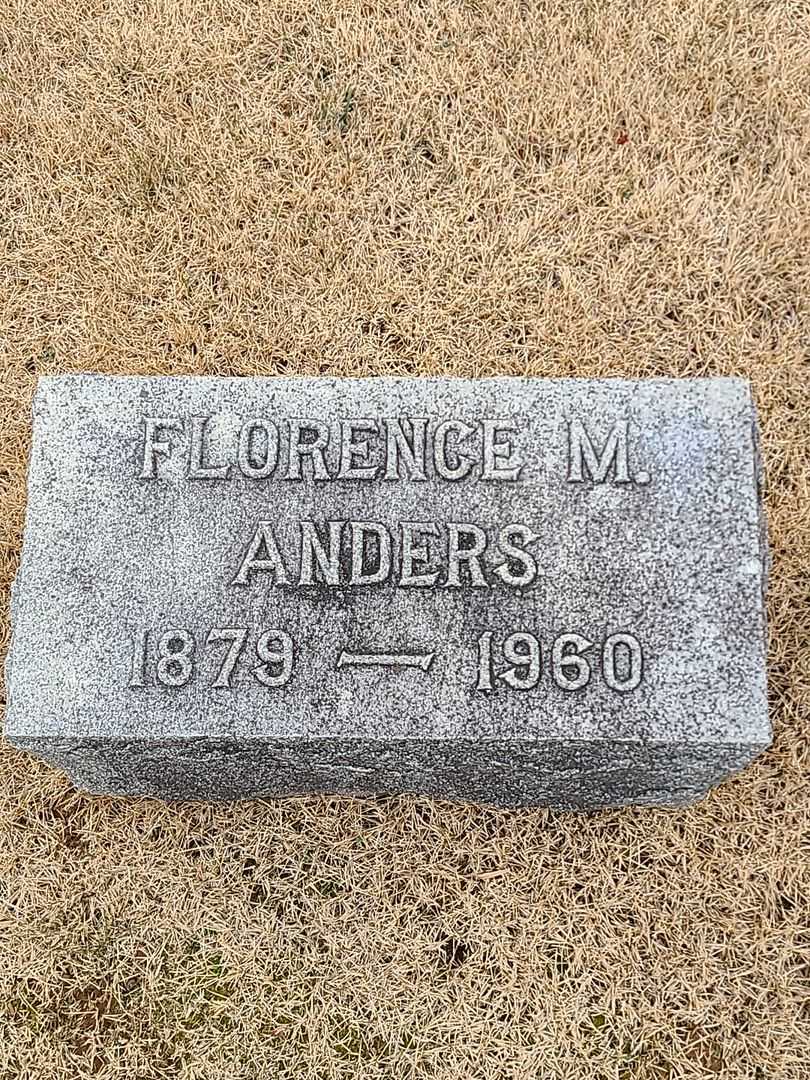 FLORENCE M.
ANDERS
1879 — 1960